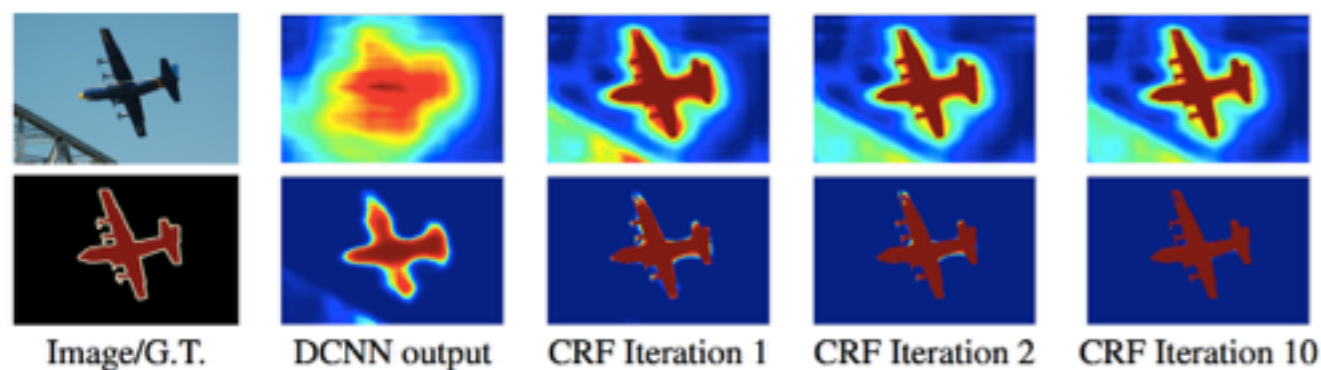 Image/G.T.
DCNN output
CRF Iteration 1
CRF Iteration 2
CRF Iteration 10